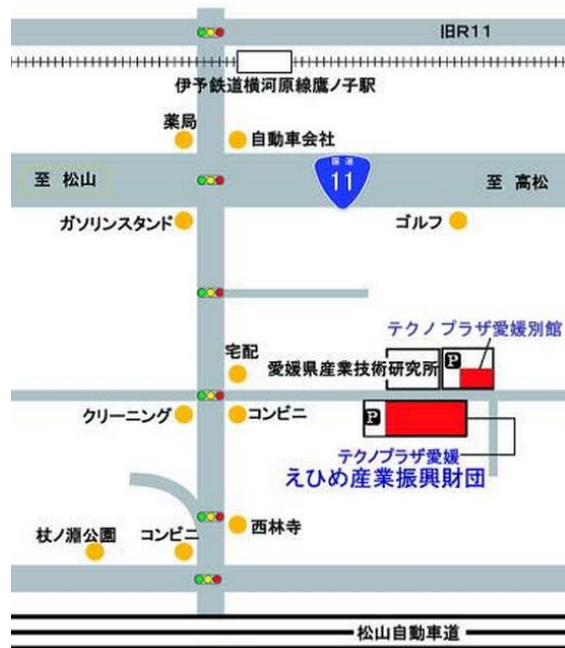 旧R11
伊予鉄道横河原線鷹ノ子駅
薬局
自動車会社
至 松山
国道
11
至 高松
ガソリンスタンド
ゴルフ
テクノプラザ愛媛別館
宅配
愛媛県産業技術研究所
P
クリーニング
コンビニ
P
テクノプラザ愛媛
えひめ産業振興財団
西林寺
杖ノ淵公園
コンビニ
松山自動車道